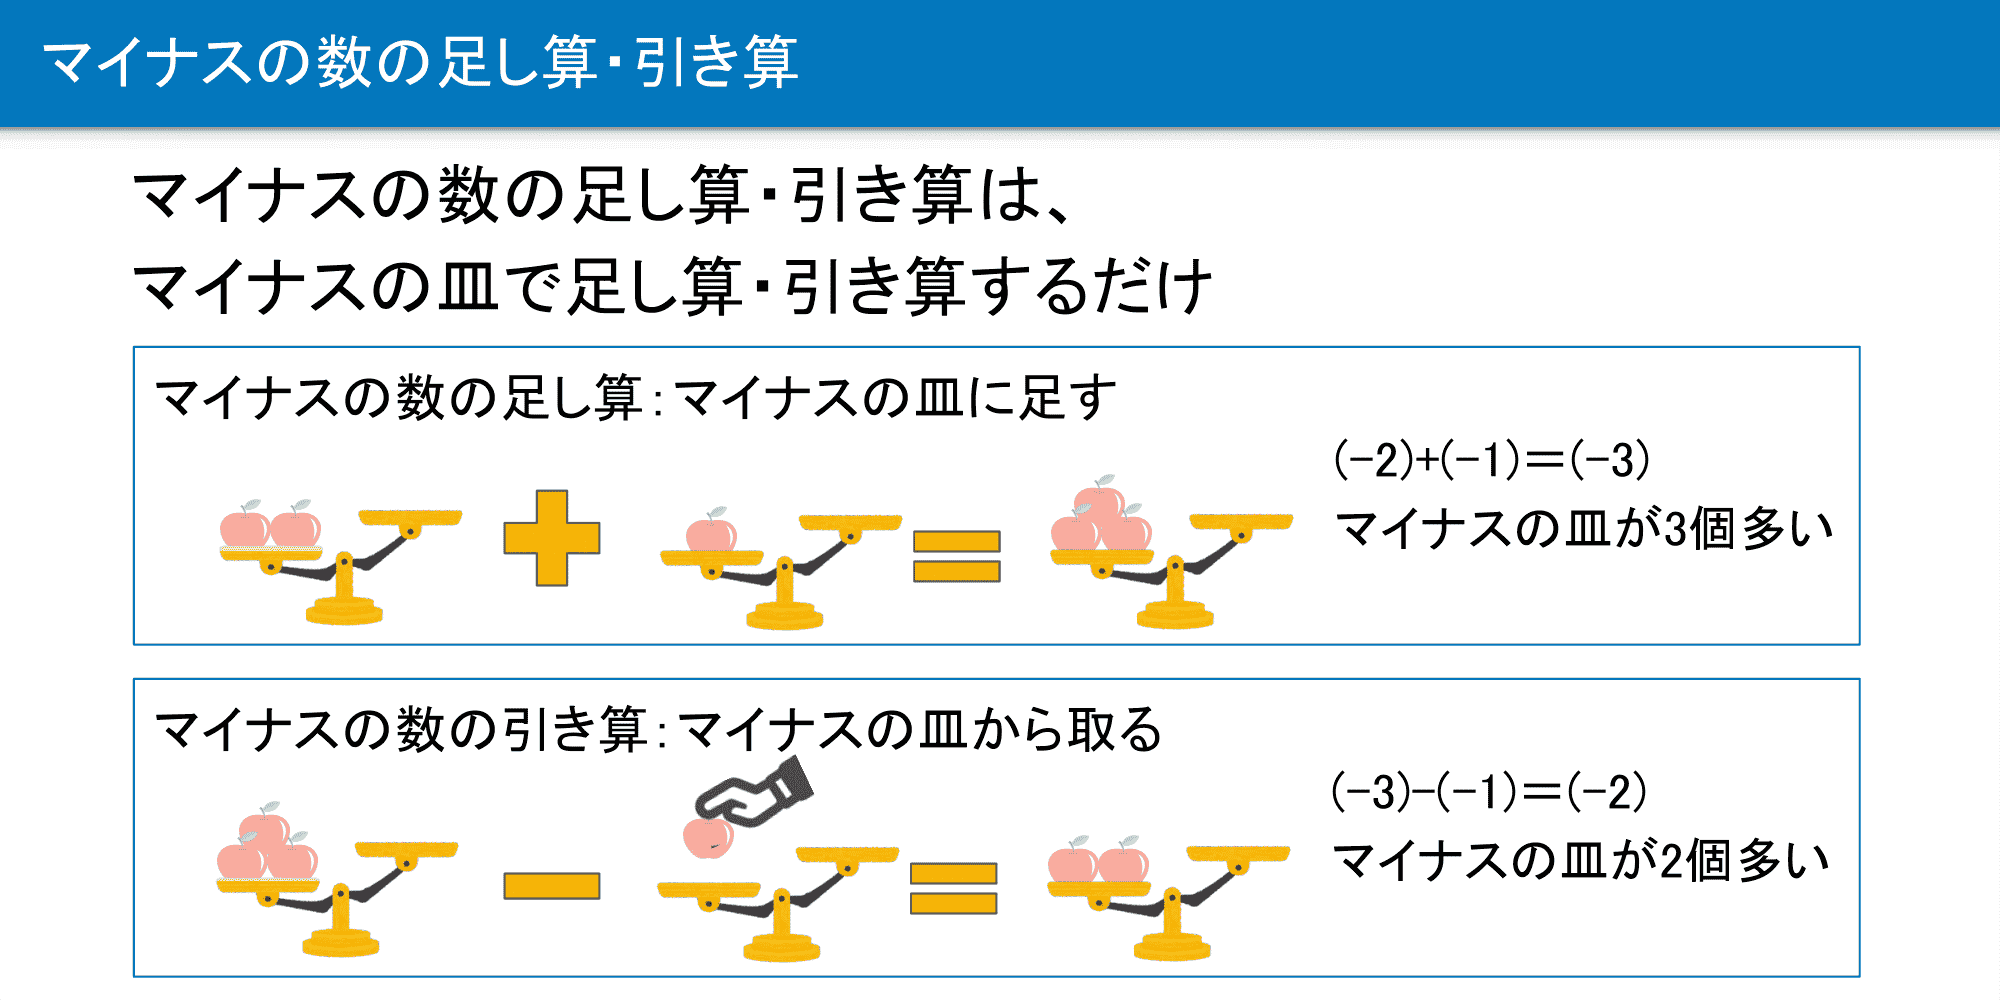 マイナスの数の足し算・引き算
マイナスの数の足し算・引き算は、
マイナスの皿で足し算・引き算するだけ
マイナスの数の足し算：マイナスの皿に足す
(−2)+(−1)＝(−3)
マイナスの皿が3個多い
マイナスの数の引き算：マイナスの皿から取る
(−3)−(−1)＝(−2)
マイナスの皿が2個多い